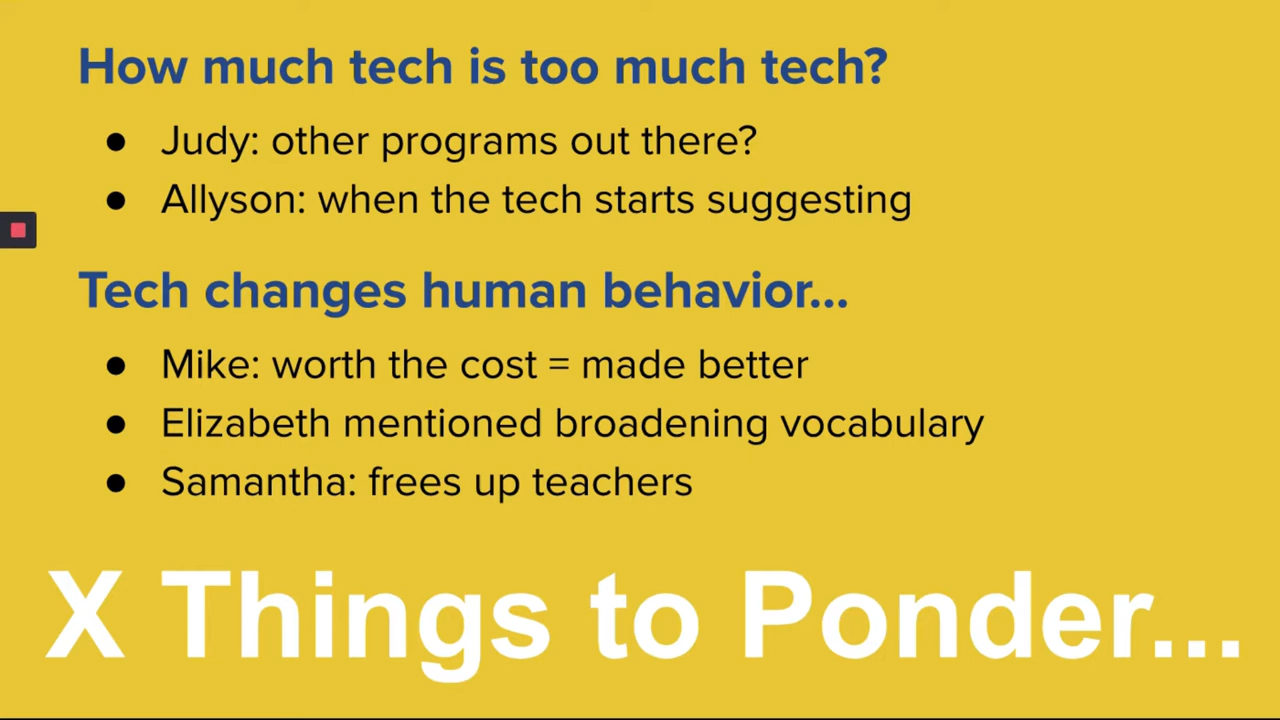 How much tech is too much tech?
● Judy: other programs out there?
● Allyson: when the tech starts suggesting
Tech changes human behavior...
● Mike: worth the cost = made better
● Elizabeth mentioned broadening vocabulary
● Samantha: frees up teachers
X Things to Ponder...